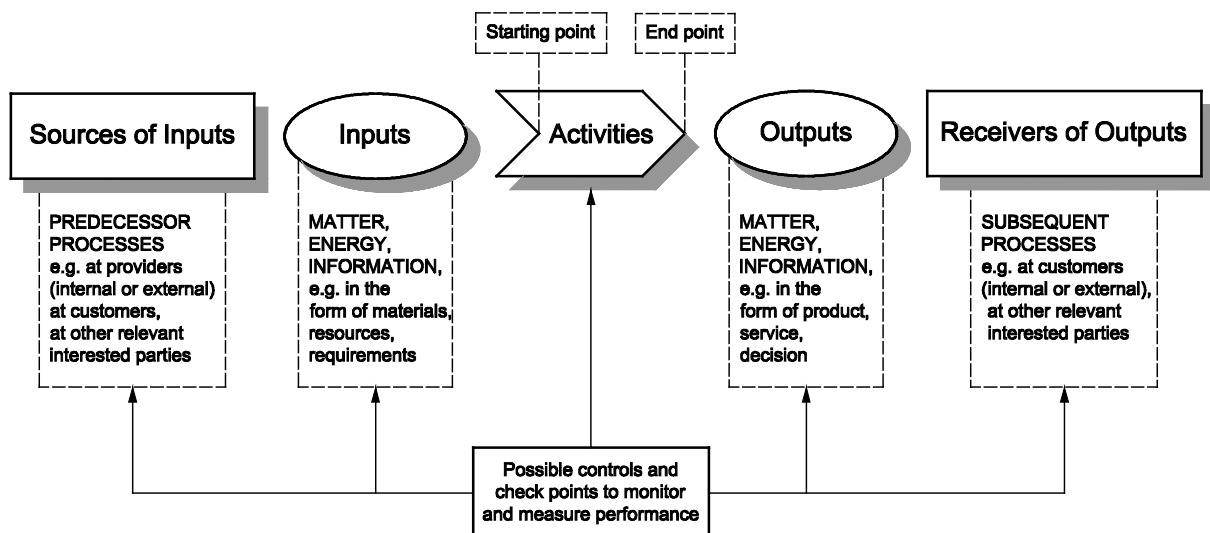 Starting point
End point
Sources of Inputs
Inputs
Activities
Outputs
Receivers of Outputs
PREDECESSOR
PROCESSES
e.g. at providers
(internal or external)
at customers,
at other relevant
interested parties
MATTER,
ENERGY,
INFORMATION,
e.g. in the
form of materials,
resources,
requirements
MATTER,
ENERGY,
INFORMATION,
e.g. in the
form of product,
service,
decision
SUBSEQUENT
PROCESSES
e.g. at customers
(internal or external),
at other relevant
interested parties
Possible controls and
check points to monitor
and measure performance